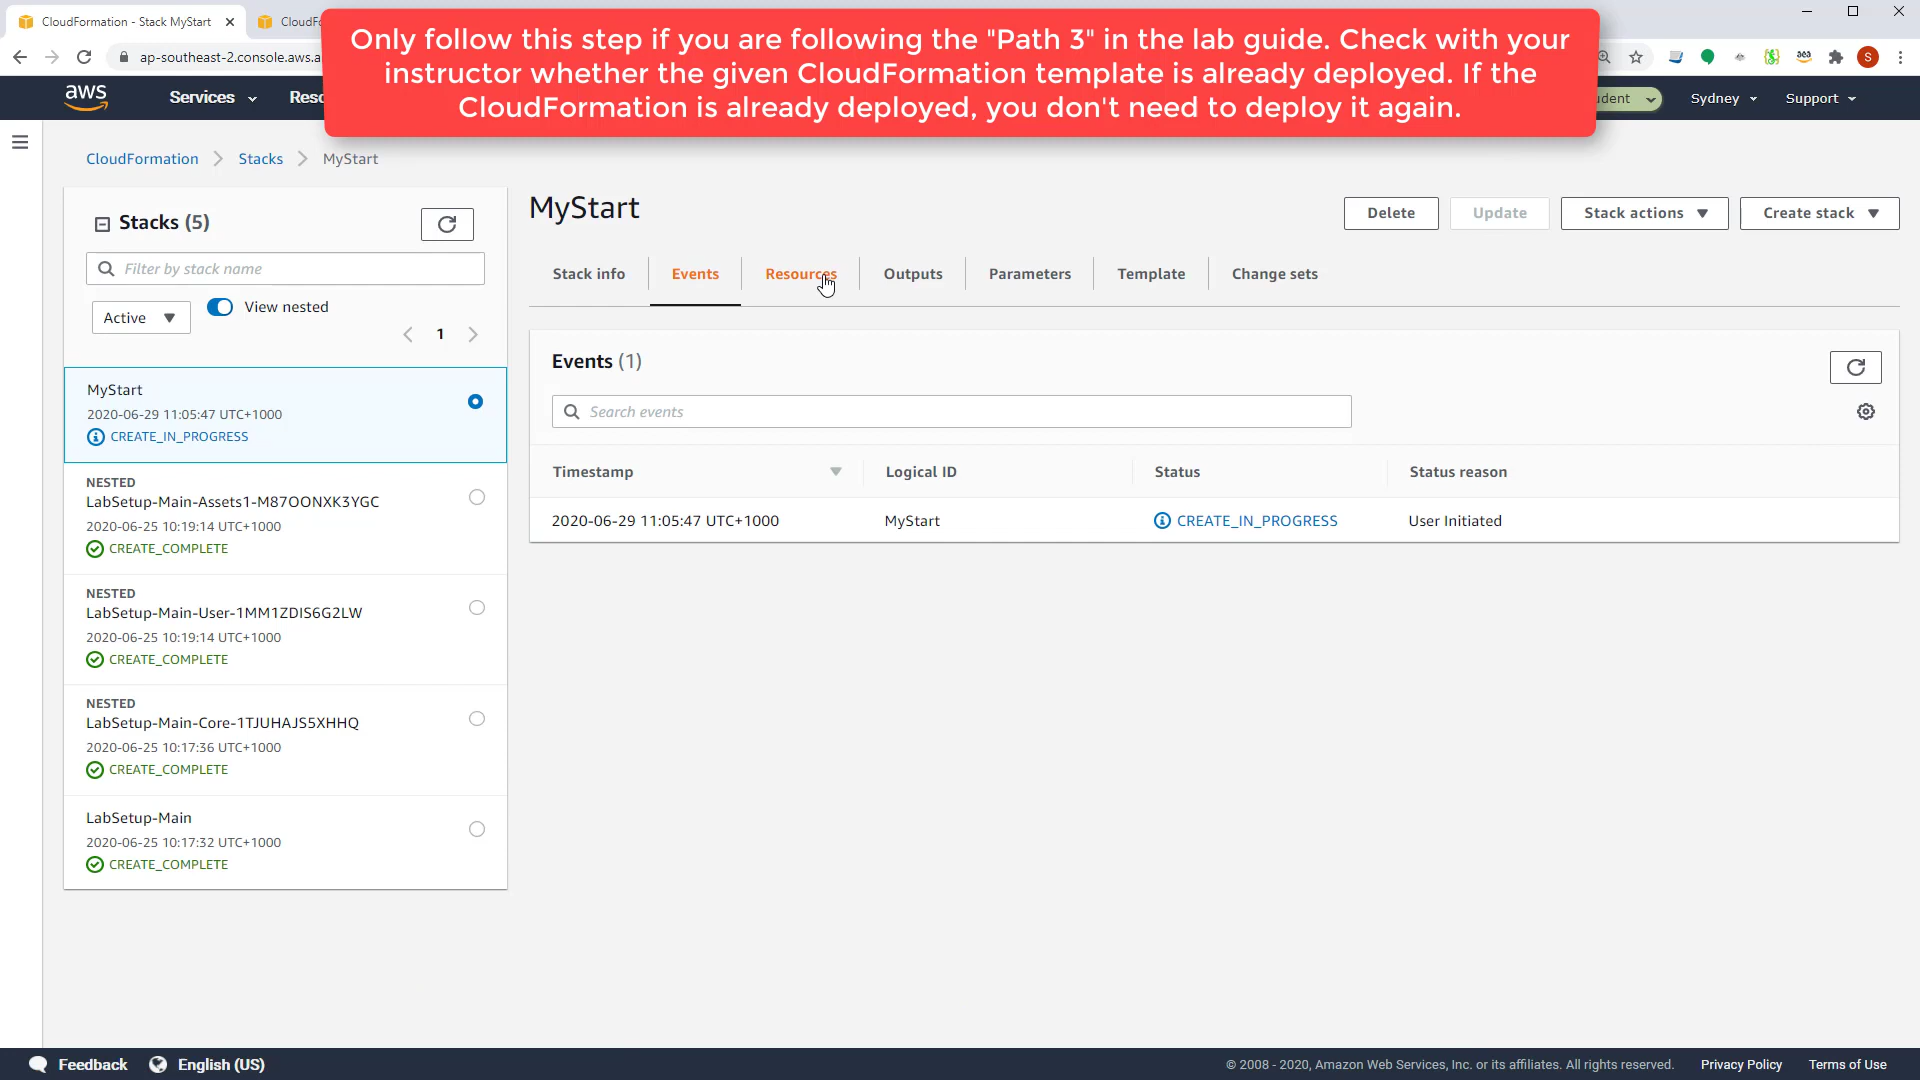 CloudFormation - Stack MyStart
CloudF
Only follow this step if you are following the "Path 3" in the lab guide. Check with your
instructor whether the given CloudFormation template is already deployed. If the
CloudFormation is already deployed, you don't need to deploy it again.
ap-southeast-2.console.aws.a
S
aws
Services
Reso
dent
Sydney
Support
CloudFormation
Stacks
MyStart
Stacks (5)
Filter by stack name
Active
View nested
1
MyStart
2020-06-29 11:05:47 UTC+1000
CREATE_IN_PROGRESS
NESTED
LabSetup-Main-Assets1-M87OONXK3YGC
2020-06-25 10:19:14 UTC+1000
CREATE_COMPLETE
NESTED
LabSetup-Main-User-1MM1ZDIS6G2LW
2020-06-25 10:19:14 UTC+1000
CREATE_COMPLETE
NESTED
LabSetup-Main-Core-1TJUHAJS5XHHQ
2020-06-25 10:17:36 UTC+1000
CREATE_COMPLETE
LabSetup-Main
2020-06-25 10:17:32 UTC+1000
CREATE_COMPLETE
MyStart
Delete
Update
Stack actions
Create stack
Stack info
Events
Resources
Outputs
Parameters
Template
Change sets
Events (1)
Search events
Timestamp
Logical ID
Status
Status reason
2020-06-29 11:05:47 UTC+1000
MyStart
CREATE_IN_PROGRESS
User Initiated
Feedback
English (US)
© 2008 - 2020, Amazon Web Services, Inc. or its affiliates. All rights reserved.
Privacy Policy
Terms of Use